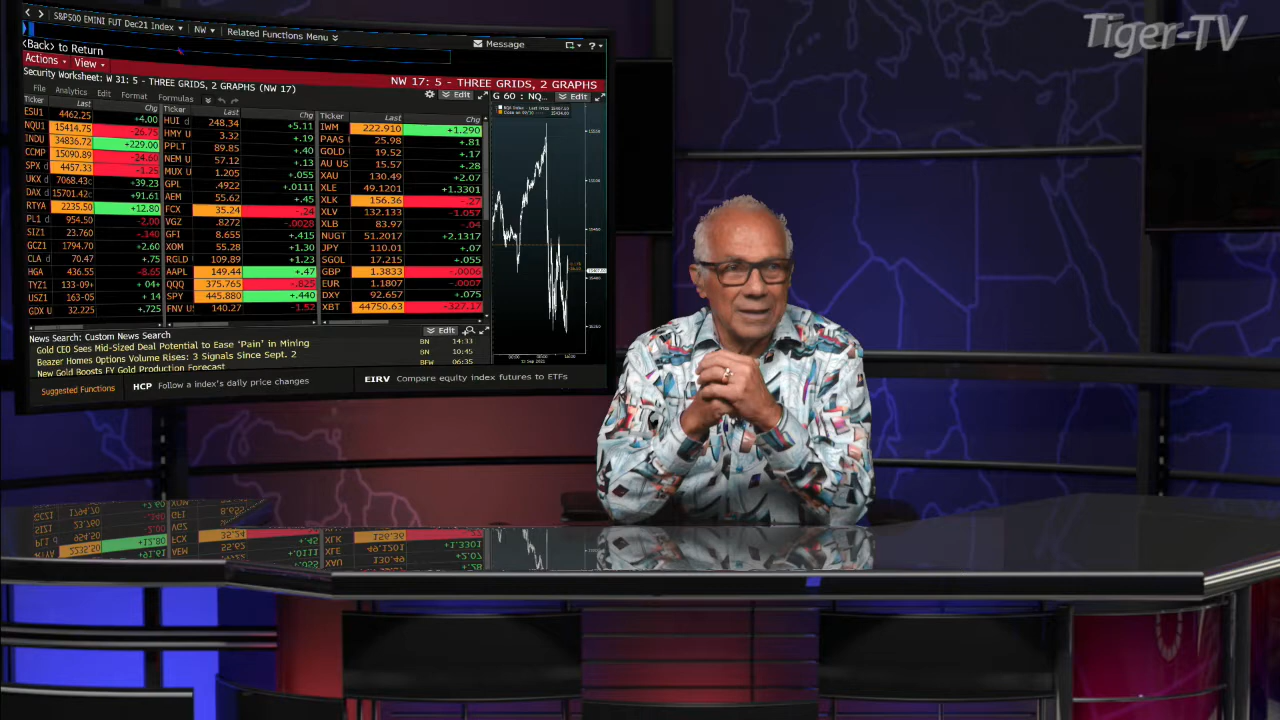 Tiger-TV
S&P500 EMINI FUT Dec21 Index NW Related Functions Menu
Message ?
<Back> to Return
Actions View
NW 17: 5 - THREE GRIDS, 2 GRAPHS
Security Worksheet: W 31: 5 - THREE GRIDS, 2 GRAPHS (NW 17)
File Analytics Edit Format Formulas
Edit G 60 : NQ... Edit
Ticker Last Chg Ticker Last Chg Ticker Last Chg
ESU1 4462.25 +4.00 HUI d 248.34 +5.11 IWM 222.910 +1.290
NQU1 15414.75 -26.75 HMY U 3.32 +.19 PAAS 25.98 +.81
INDU 34836.72 +229.00 PPLT 89.85 +.40 GOLD 19.52 +.17
CCMP 15090.89 -24.60 NEM U 57.12 +.13 AU US 15.57 +.28
SPX d 4457.33 -1.25 MUX U 1.205 +.055 XAU 130.49 +2.07
UKX d 7068.43c +39.23 GPL .4922 +.0111 XLE 49.1201 +1.3301
DAX d 15701.42c +91.61 AEM 55.62 +.45 XLK 156.36 -.27
RTYA 2235.50 +12.80 FCX 35.24 -.24 XLV 132.133 -1.057
PL1 d 954.50 -2.00 VGZ .8272 -.0028 XLB 83.97 -.04
SIZ1 23.760 -.140 GFI 8.655 +.415 NUGT 51.2017 +2.1317
GCZ1 1794.70 +2.60 XOM 55.28 +1.30 JPY 110.01 +.07
CLA d 70.47 +.75 RGLD 109.89 +1.23 SGOL 17.215 +.055
HGA 436.55 -8.65 AAPL 149.44 +.47 GBP 1.3833 -.0006
TYZ1 133-09+ + 04+ QQQ 375.765 -.825 EUR 1.1807 -.0007
USZ1 163-05 + 14 SPY 445.880 +.440 DXY 92.657 +.075
GDX U 32.225 +.725 FNV U 140.27 -1.52 XBT 44750.63 -327.17
News Search: Custom News Search Edit
Gold CEO Sees Mid-Sized Deal Potential to Ease 'Pain' in Mining BN 14:33
Beazer Homes Options Volume Rises: 3 Signals Since Sept. 2 BN 10:45
New Gold Boosts FY Gold Production Forecast BFW 06:35
Suggested Functions HCP Follow a index's daily price changes EIRV Compare equity index futures to ETFs